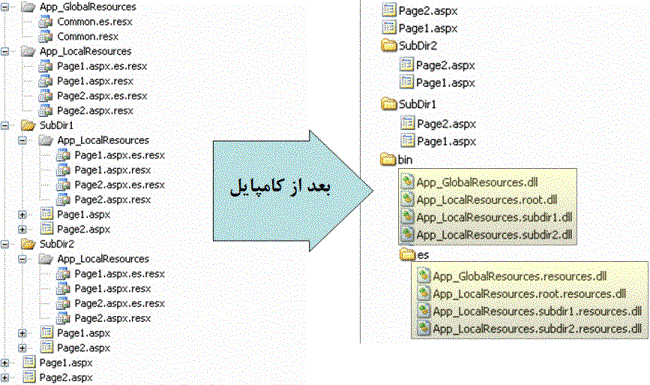 App_GlobalResources
Common.es.resx
Common.resx
App_LocalResources
Page1.aspx.es.resx
Page1.aspx.resx
Page2.aspx.es.resx
Page2.aspx.resx
SubDir1
App_LocalResources
Page1.aspx.es.resx
Page1.aspx.resx
Page2.aspx.es.resx
Page2.aspx.resx
Page1.aspx
Page2.aspx
SubDir2
App_LocalResources
Page1.aspx.es.resx
Page1.aspx.resx
Page2.aspx.es.resx
Page2.aspx.resx
Page1.aspx
Page2.aspx
Page1.aspx
Page2.aspx
بعد از کامپایل
Page2.aspx
Page1.aspx
SubDir2
Page2.aspx
Page1.aspx
SubDir1
Page2.aspx
Page1.aspx
bin
App_GlobalResources.dll
App_LocalResources.root.dll
App_LocalResources.subdir1.dll
App_LocalResources.subdir2.dll
es
App_GlobalResources.resources.dll
App_LocalResources.root.resources.dll
App_LocalResources.subdir1.resources.dll
App_LocalResources.subdir2.resources.dll